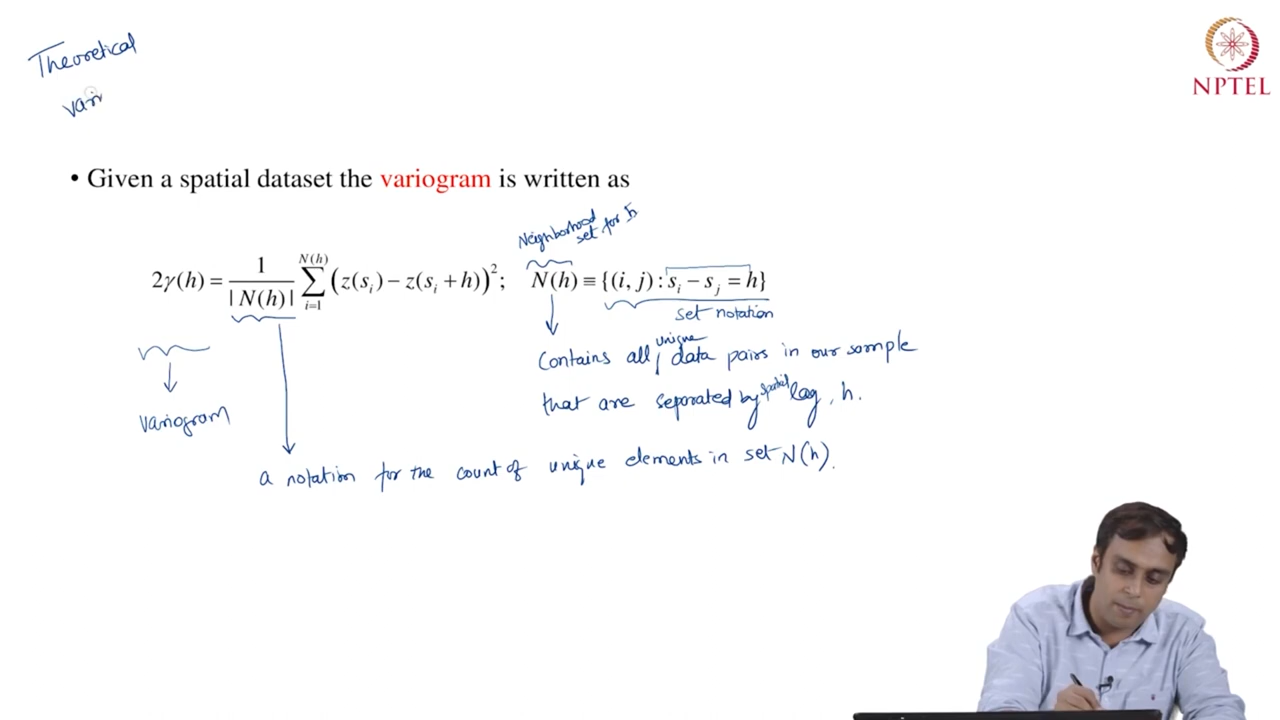 Theoretical
vari
NPTEL
• Given a spatial dataset the variogram is written as
Neighborhood
set for h
2γ(h) = 1/|N(h)| ∑_{i=1}^{N(h)} (z(s_i) − z(s_i + h))²; N(h) ≡ {(i, j) : s_i − s_j = h}
set notation
Contains all unique data pairs in our sample
that are separated by spatial lag, h.
variogram
a notation for the count of unique elements in set N(h).